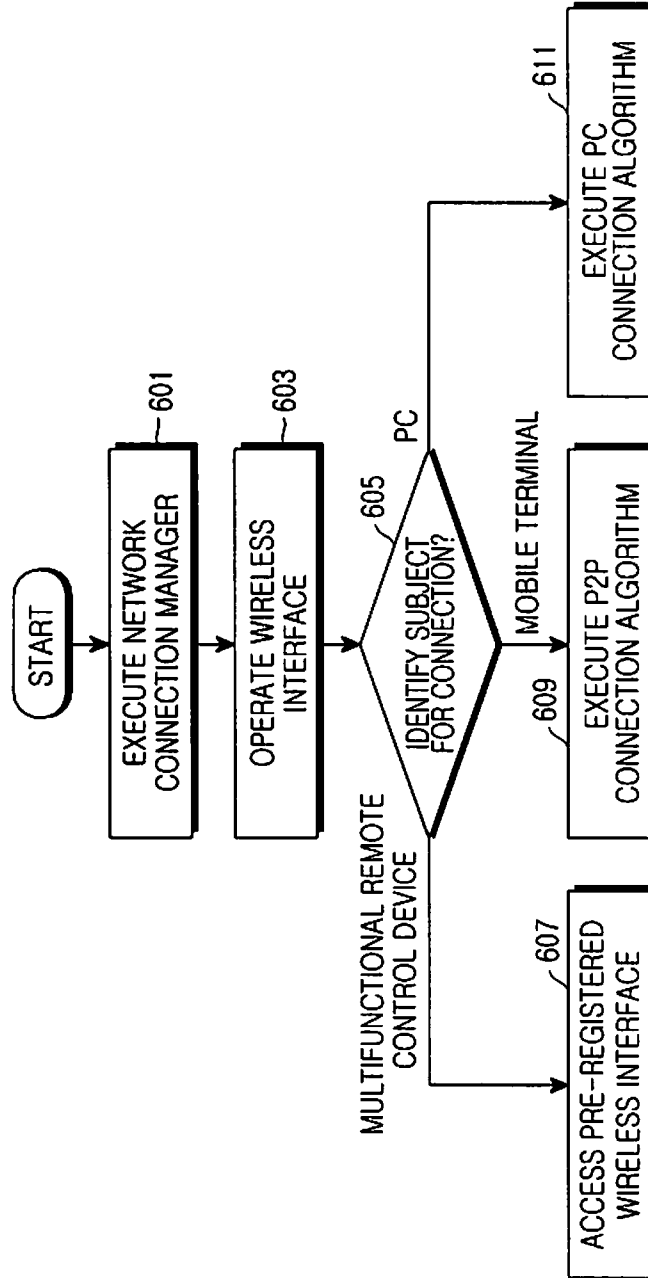 START
601
EXECUTE NETWORK
CONNECTION MANAGER
603
OPERATE WIRELESS
INTERFACE
605
IDENTIFY SUBJECT
FOR CONNECTION?
MULTIFUNCTIONAL REMOTE
CONTROL DEVICE
PC
MOBILE TERMINAL
607
ACCESS PRE-REGISTERED
WIRELESS INTERFACE
609
EXECUTE P2P
CONNECTION ALGORITHM
611
EXECUTE PC
CONNECTION ALGORITHM